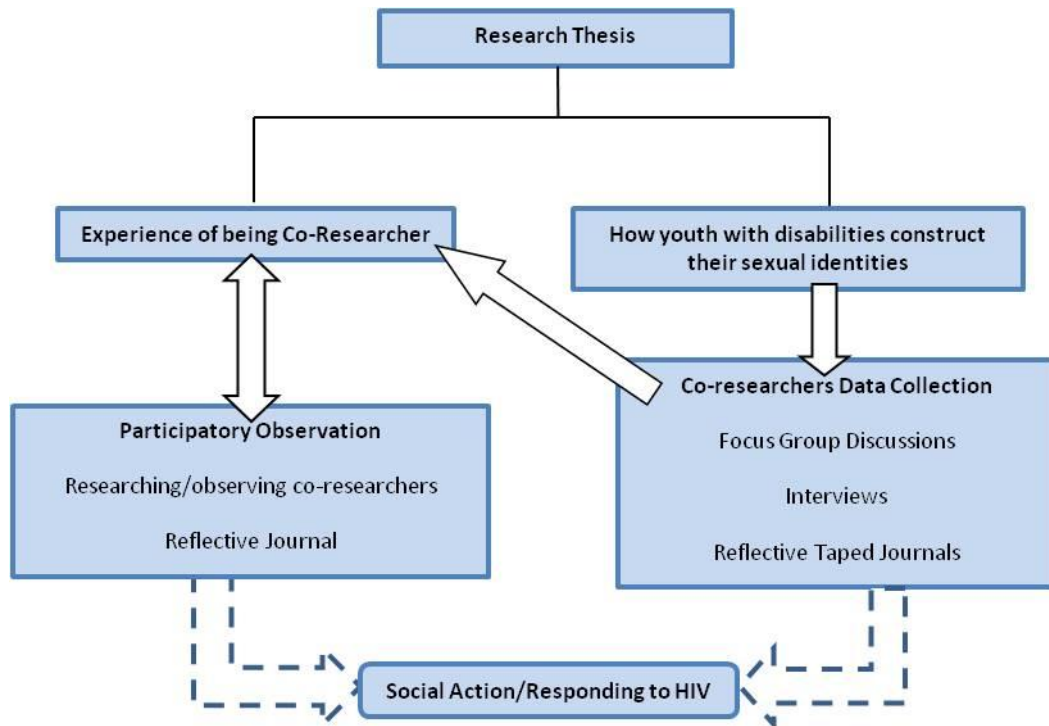 Research Thesis
Experience of being Co-Researcher
How youth with disabilities construct
their sexual identities
Participatory Observation
Researching/observing co-researchers
Reflective Journal
Co-researchers Data Collection
Focus Group Discussions
Interviews
Reflective Taped Journals
Social Action/Responding to HIV